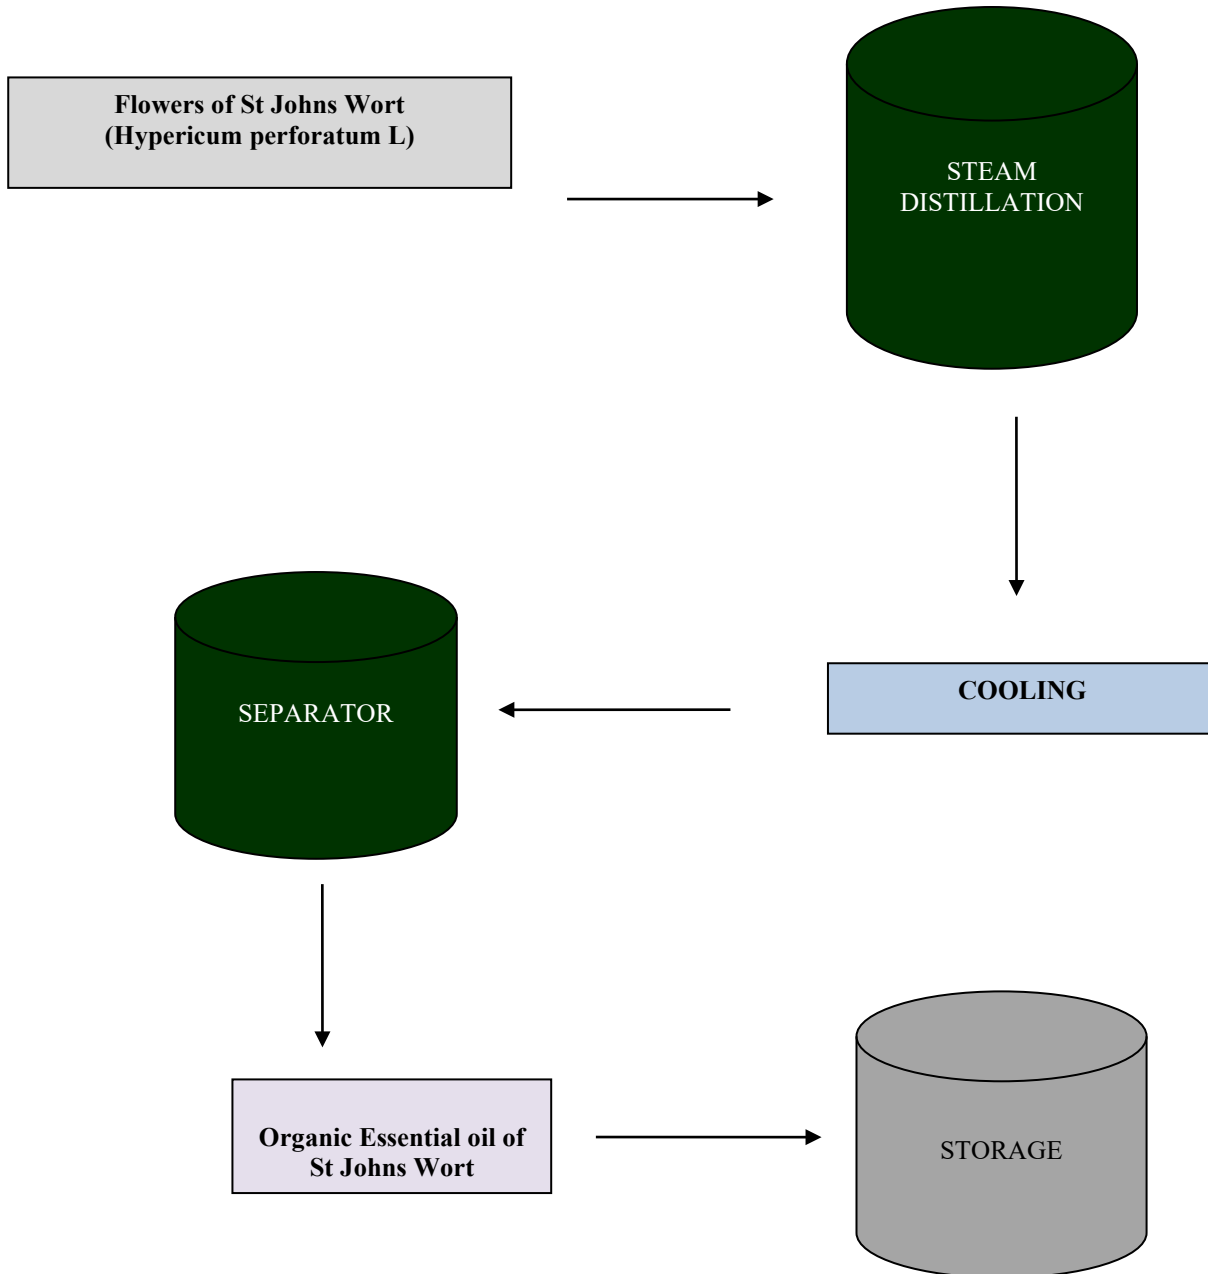 Flowers of St Johns Wort
(Hypericum perforatum L)
STEAM
DISTILLATION
COOLING
SEPARATOR
Organic Essential oil of
St Johns Wort
STORAGE